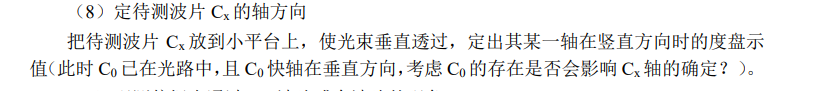 （8）定待测波片 Cx 的轴方向
把待测波片 Cx 放到小平台上，使光束垂直透过，定出其某一轴在竖直方向时的度盘示
值（此时 C0 已在光路中，且 C0 快轴在垂直方向，考虑 C0 的存在是否会影响 Cx 轴的确定？）。